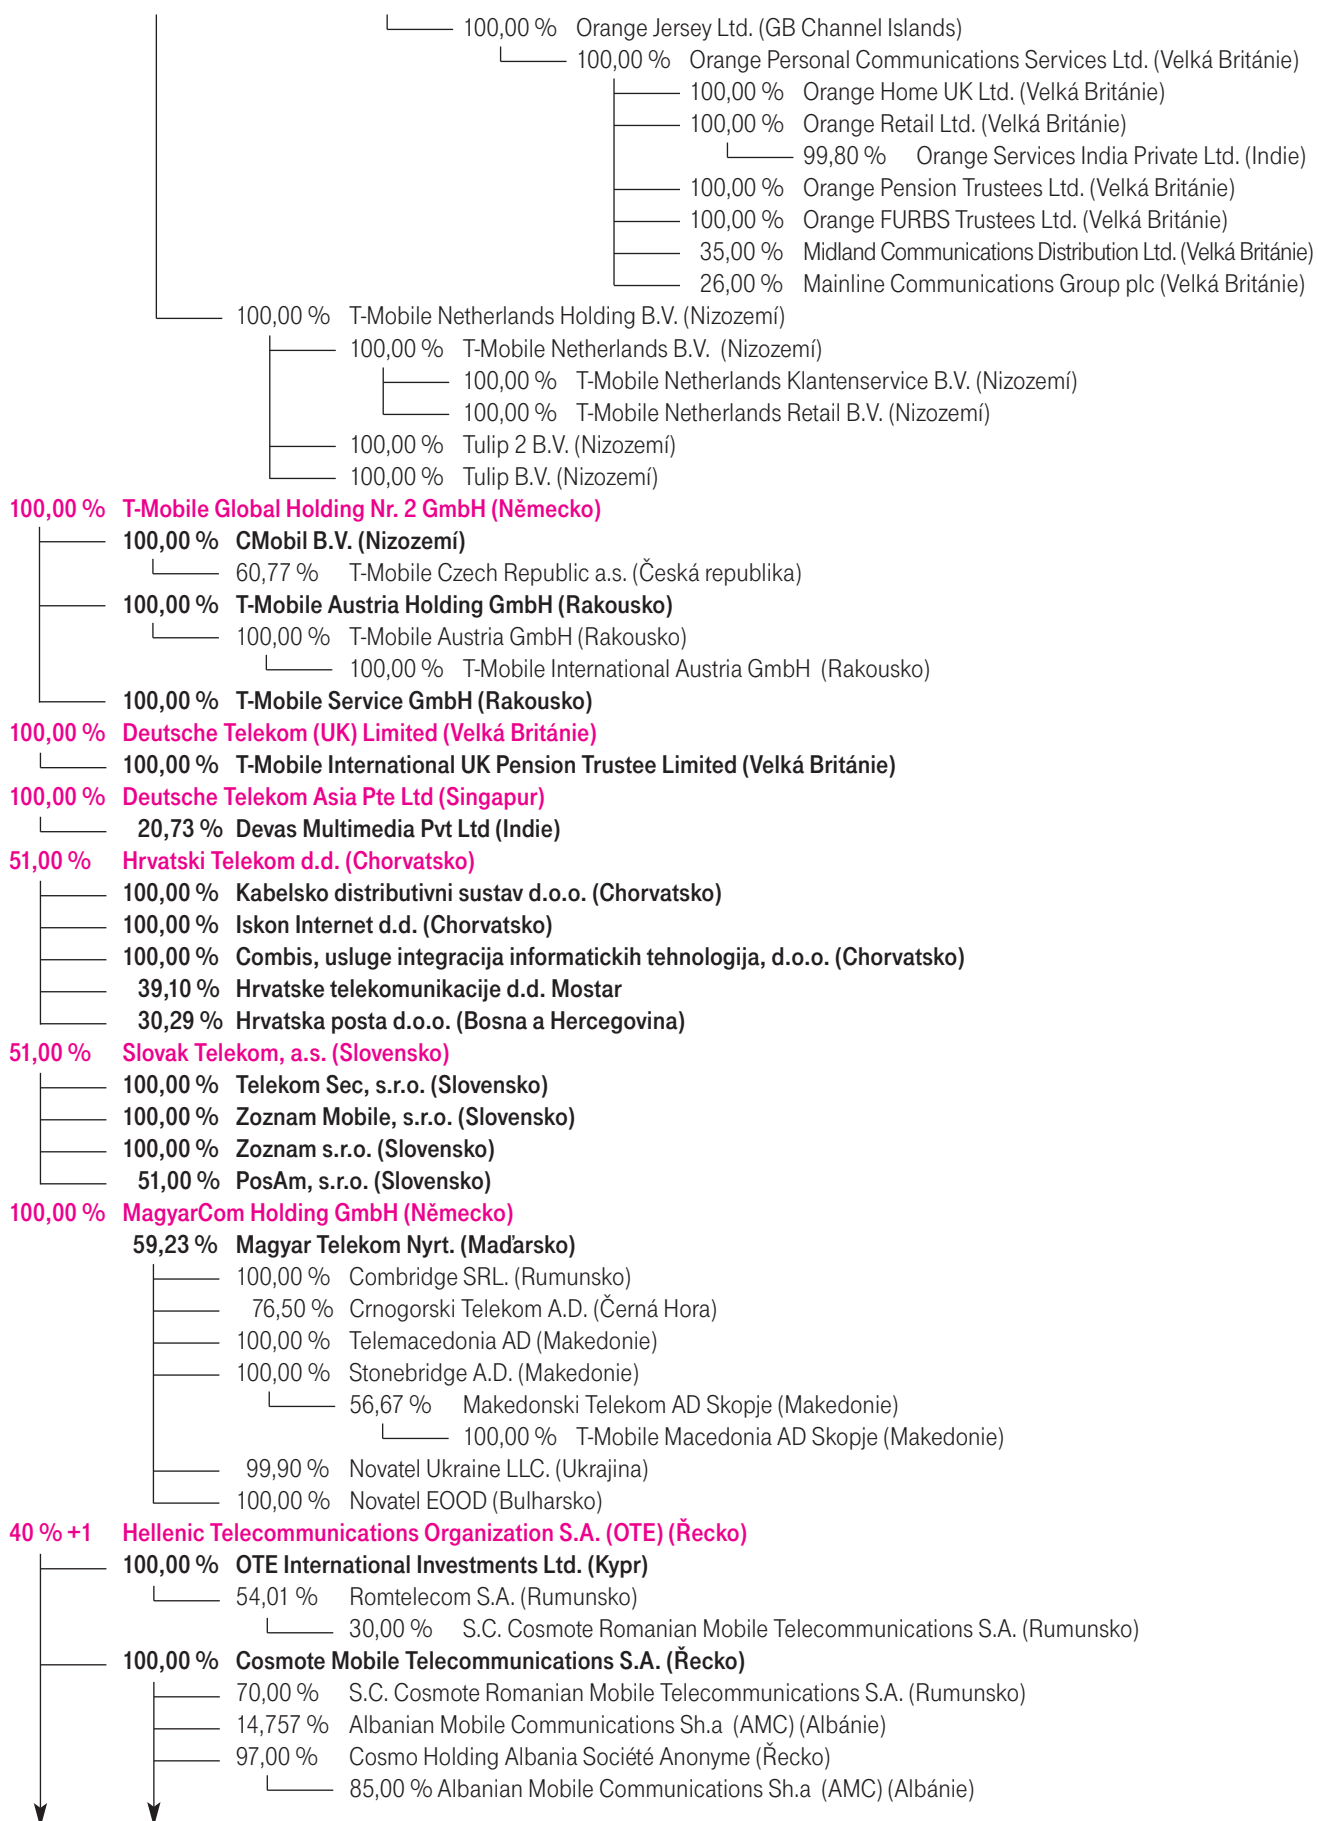 100,00 % Orange Jersey Ltd. (GB Channel Islands)
100,00 % Orange Personal Communications Services Ltd. (Velká Británie)
100,00 % Orange Home UK Ltd. (Velká Británie)
100,00 % Orange Retail Ltd. (Velká Británie)
99,80 % Orange Services India Private Ltd. (Indie)
100,00 % Orange Pension Trustees Ltd. (Velká Británie)
100,00 % Orange FURBS Trustees Ltd. (Velká Británie)
35,00 % Midland Communications Distribution Ltd. (Velká Británie)
26,00 % Mainline Communications Group plc (Velká Británie)
100,00 % T-Mobile Netherlands Holding B.V. (Nizozemí)
100,00 % T-Mobile Netherlands B.V. (Nizozemí)
100,00 % T-Mobile Netherlands Klantenservice B.V. (Nizozemí)
100,00 % T-Mobile Netherlands Retail B.V. (Nizozemí)
100,00 % Tulip 2 B.V. (Nizozemí)
100,00 % Tulip B.V. (Nizozemí)
100,00 % T-Mobile Global Holding Nr. 2 GmbH (Německo)
100,00 % CMobil B.V. (Nizozemí)
60,77 % T-Mobile Czech Republic a.s. (Česká republika)
100,00 % T-Mobile Austria Holding GmbH (Rakousko)
100,00 % T-Mobile Austria GmbH (Rakousko)
100,00 % T-Mobile International Austria GmbH (Rakousko)
100,00 % T-Mobile Service GmbH (Rakousko)
100,00 % Deutsche Telekom (UK) Limited (Velká Británie)
100,00 % T-Mobile International UK Pension Trustee Limited (Velká Británie)
100,00 % Deutsche Telekom Asia Pte Ltd (Singapur)
20,73 % Devas Multimedia Pvt Ltd (Indie)
51,00 % Hrvatski Telekom d.d. (Chorvatsko)
100,00 % Kabelsko distributivni sustav d.o.o. (Chorvatsko)
100,00 % Iskon Internet d.d. (Chorvatsko)
100,00 % Combis, usluge integracija informatickih tehnologija, d.o.o. (Chorvatsko)
39,10 % Hrvatske telekomunikacije d.d. Mostar
30,29 % Hrvatska posta d.o.o. (Bosna a Hercegovina)
51,00 % Slovak Telekom, a.s. (Slovensko)
100,00 % Telekom Sec, s.r.o. (Slovensko)
100,00 % Zoznam Mobile, s.r.o. (Slovensko)
100,00 % Zoznam s.r.o. (Slovensko)
51,00 % PosAm, s.r.o. (Slovensko)
100,00 % MagyarCom Holding GmbH (Německo)
59,23 % Magyar Telekom Nyrt. (Maďarsko)
100,00 % Combridge SRL. (Rumunsko)
76,50 % Crnogorski Telekom A.D. (Černá Hora)
100,00 % Telemacedonia AD (Makedonie)
100,00 % Stonebridge A.D. (Makedonie)
56,67 % Makedonski Telekom AD Skopje (Makedonie)
100,00 % T-Mobile Macedonia AD Skopje (Makedonie)
99,90 % Novatel Ukraine LLC. (Ukrajina)
100,00 % Novatel EOOD (Bulharsko)
40 % +1 Hellenic Telecommunications Organization S.A. (OTE) (Řecko)
100,00 % OTE International Investments Ltd. (Kypr)
54,01 % Romtelecom S.A. (Rumunsko)
30,00 % S.C. Cosmote Romanian Mobile Telecommunications S.A. (Rumunsko)
100,00 % Cosmote Mobile Telecommunications S.A. (Řecko)
70,00 % S.C. Cosmote Romanian Mobile Telecommunications S.A. (Rumunsko)
14,757 % Albanian Mobile Communications Sh.a (AMC) (Albánie)
97,00 % Cosmo Holding Albania Société Anonyme (Řecko)
85,00 % Albanian Mobile Communications Sh.a (AMC) (Albánie)